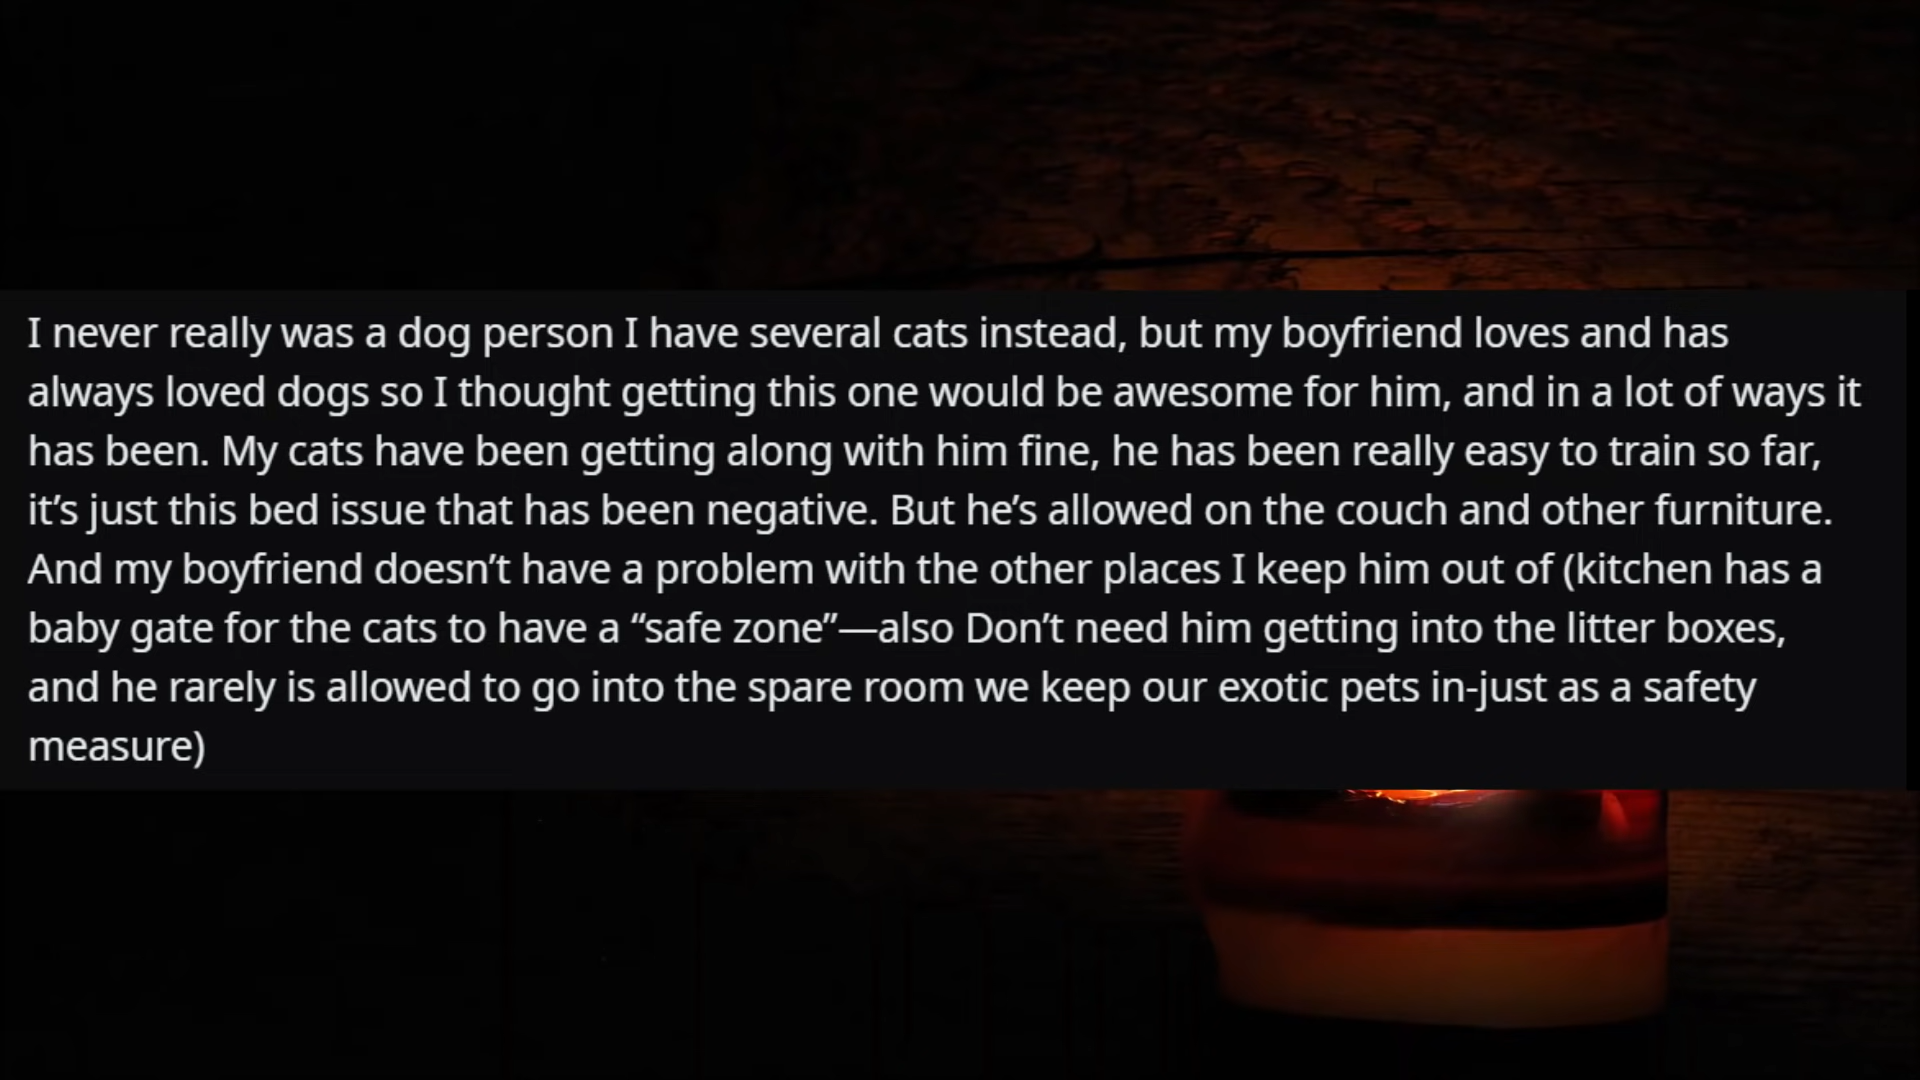 I never really was a dog person I have several cats instead, but my boyfriend loves and has
always loved dogs so I thought getting this one would be awesome for him, and in a lot of ways it
has been. My cats have been getting along with him fine, he has been really easy to train so far,
it’s just this bed issue that has been negative. But he’s allowed on the couch and other furniture.
And my boyfriend doesn’t have a problem with the other places I keep him out of (kitchen has a
baby gate for the cats to have a “safe zone”—also Don’t need him getting into the litter boxes,
and he rarely is allowed to go into the spare room we keep our exotic pets in-just as a safety
measure)